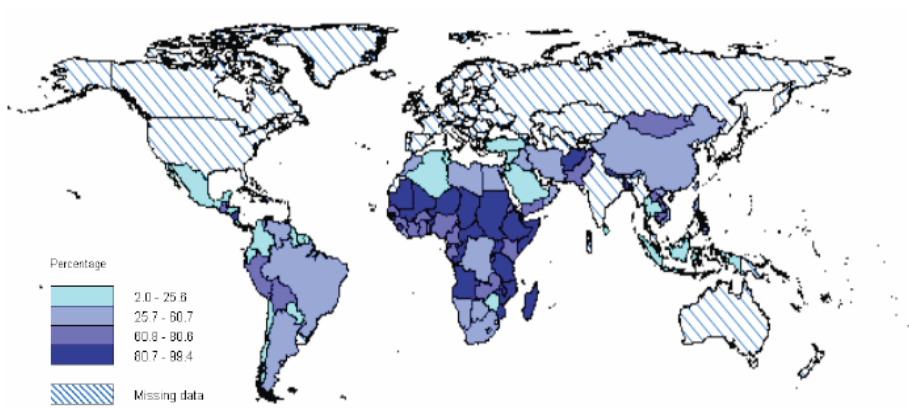 Percentage
2.0 - 25.6
25.7 - 60.7
60.8 - 80.6
80.7 - 99.4
Missing data